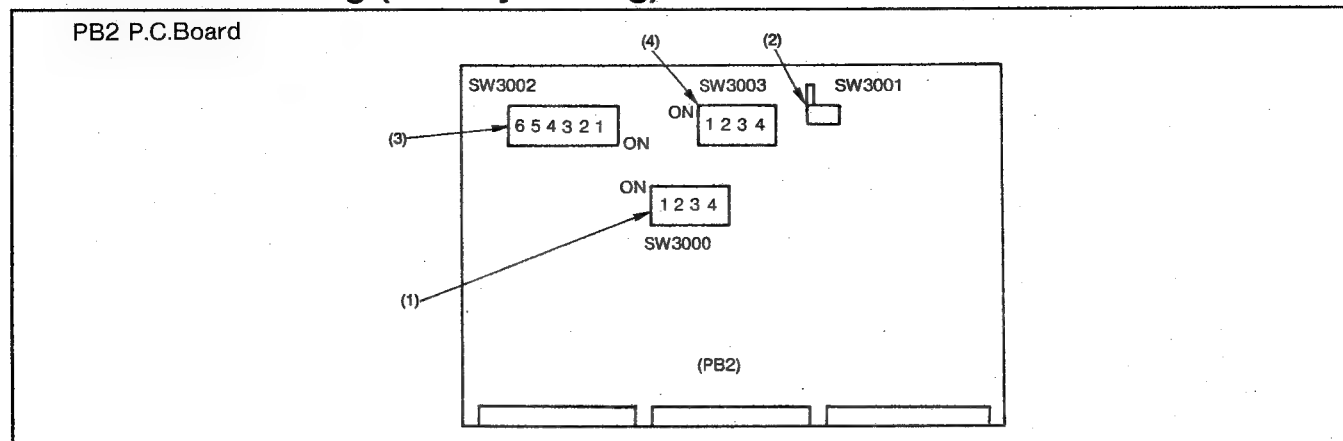 PB2 P.C.Board
(4)
(2)
SW3002
SW3003
SW3001
ON
1 2 3 4
6 5 4 3 2 1
ON
(3)
ON
1 2 3 4
SW3000
(1)
(PB2)